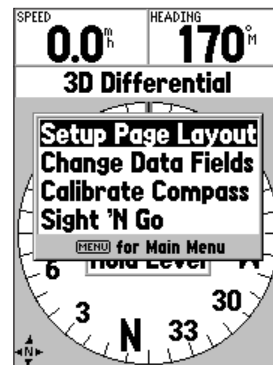 SPEED HEADING
0.0 m/h 170°M
3D Differential
Setup Page Layout
Change Data Fields
Calibrate Compass
Sight 'N Go
MENU for Main Menu
Hold Level
6
3 30
N 33
N